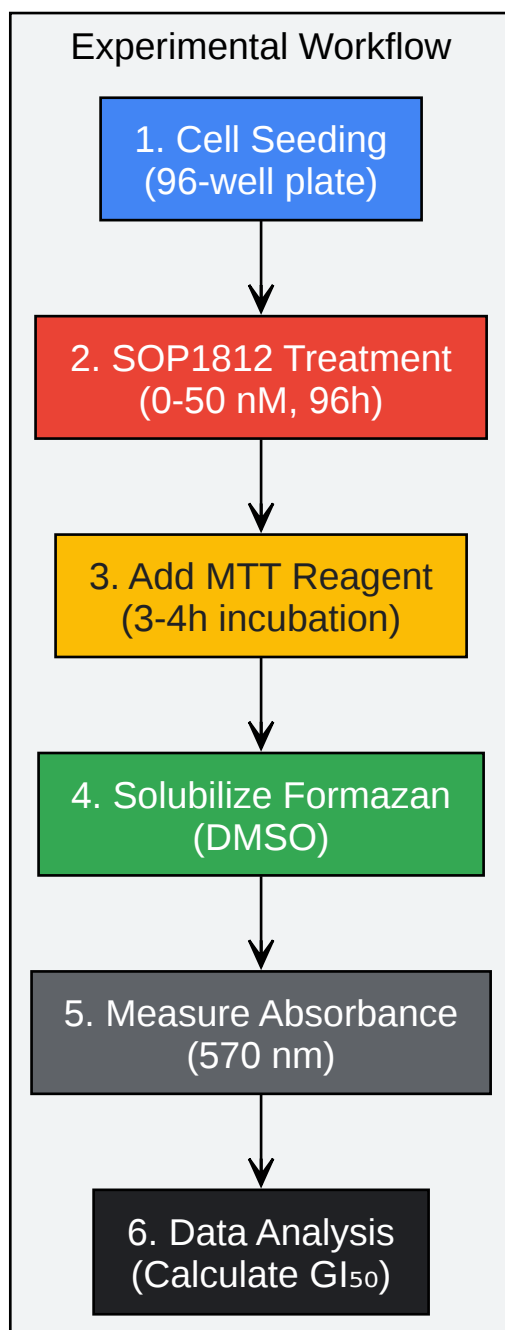 Experimental Workflow
1. Cell Seeding
(96-well plate)
2. SOP1812 Treatment
(0-50 nM, 96h)
3. Add MTT Reagent
(3-4h incubation)
4. Solubilize Formazan
(DMSO)
5. Measure Absorbance
(570 nm)
6. Data Analysis
(Calculate GI₅₀)